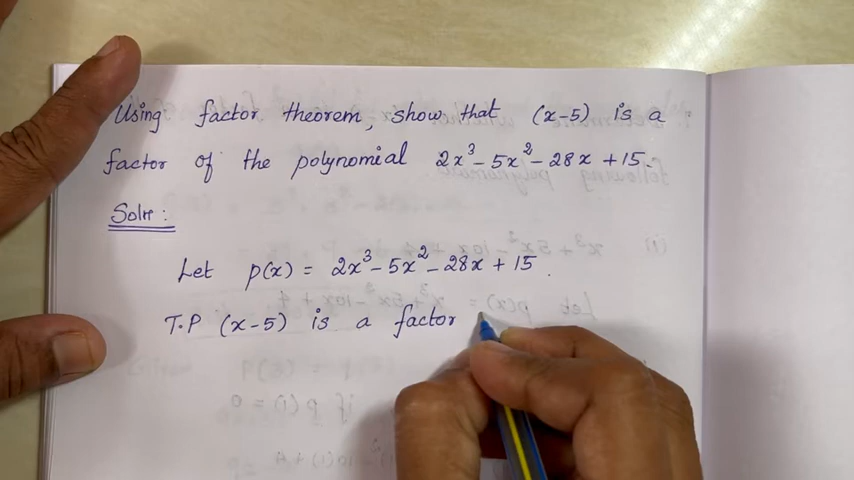 Using factor theorem, show that (x-5) is a
factor of the polynomial 2x³ - 5x² - 28x + 15.
Soln :
Let p(x) = 2x³ - 5x² - 28x + 15.
T.P (x-5) is a factor